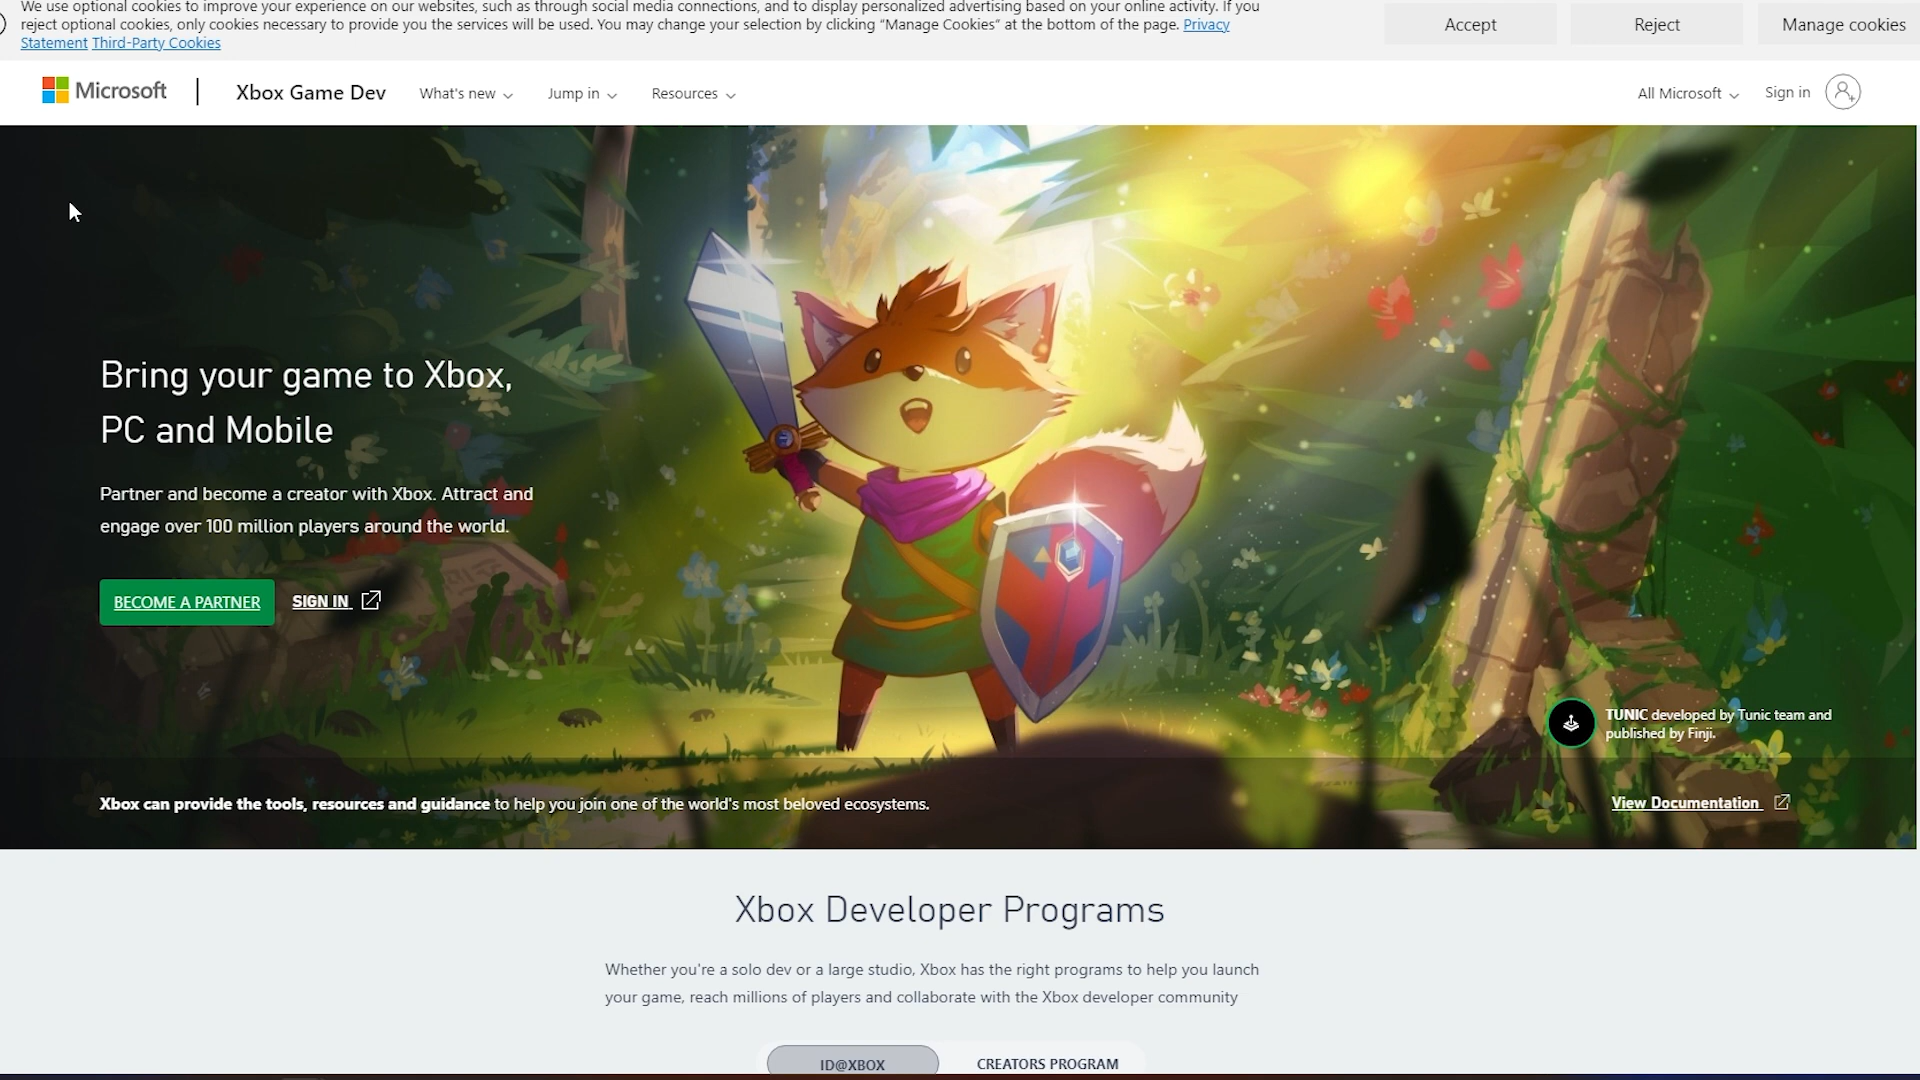 We use optional cookies to improve your experience on our websites, such as through social media connections, and to display personalized advertising based on your online activity. If you
reject optional cookies, only cookies necessary to provide you the services will be used. You may change your selection by clicking “Manage Cookies” at the bottom of the page. Privacy
Statement Third-Party Cookies
Accept
Reject
Manage cookies
Microsoft
Xbox Game Dev
What's new
Jump in
Resources
All Microsoft
Sign in
Bring your game to Xbox,
PC and Mobile
Partner and become a creator with Xbox. Attract and
engage over 100 million players around the world.
BECOME A PARTNER
SIGN IN
TUNIC developed by Tunic team and
published by Finji.
Xbox can provide the tools, resources and guidance to help you join one of the world's most beloved ecosystems.
View Documentation
Xbox Developer Programs
Whether you're a solo dev or a large studio, Xbox has the right programs to help you launch
your game, reach millions of players and collaborate with the Xbox developer community
ID@XBOX
CREATORS PROGRAM